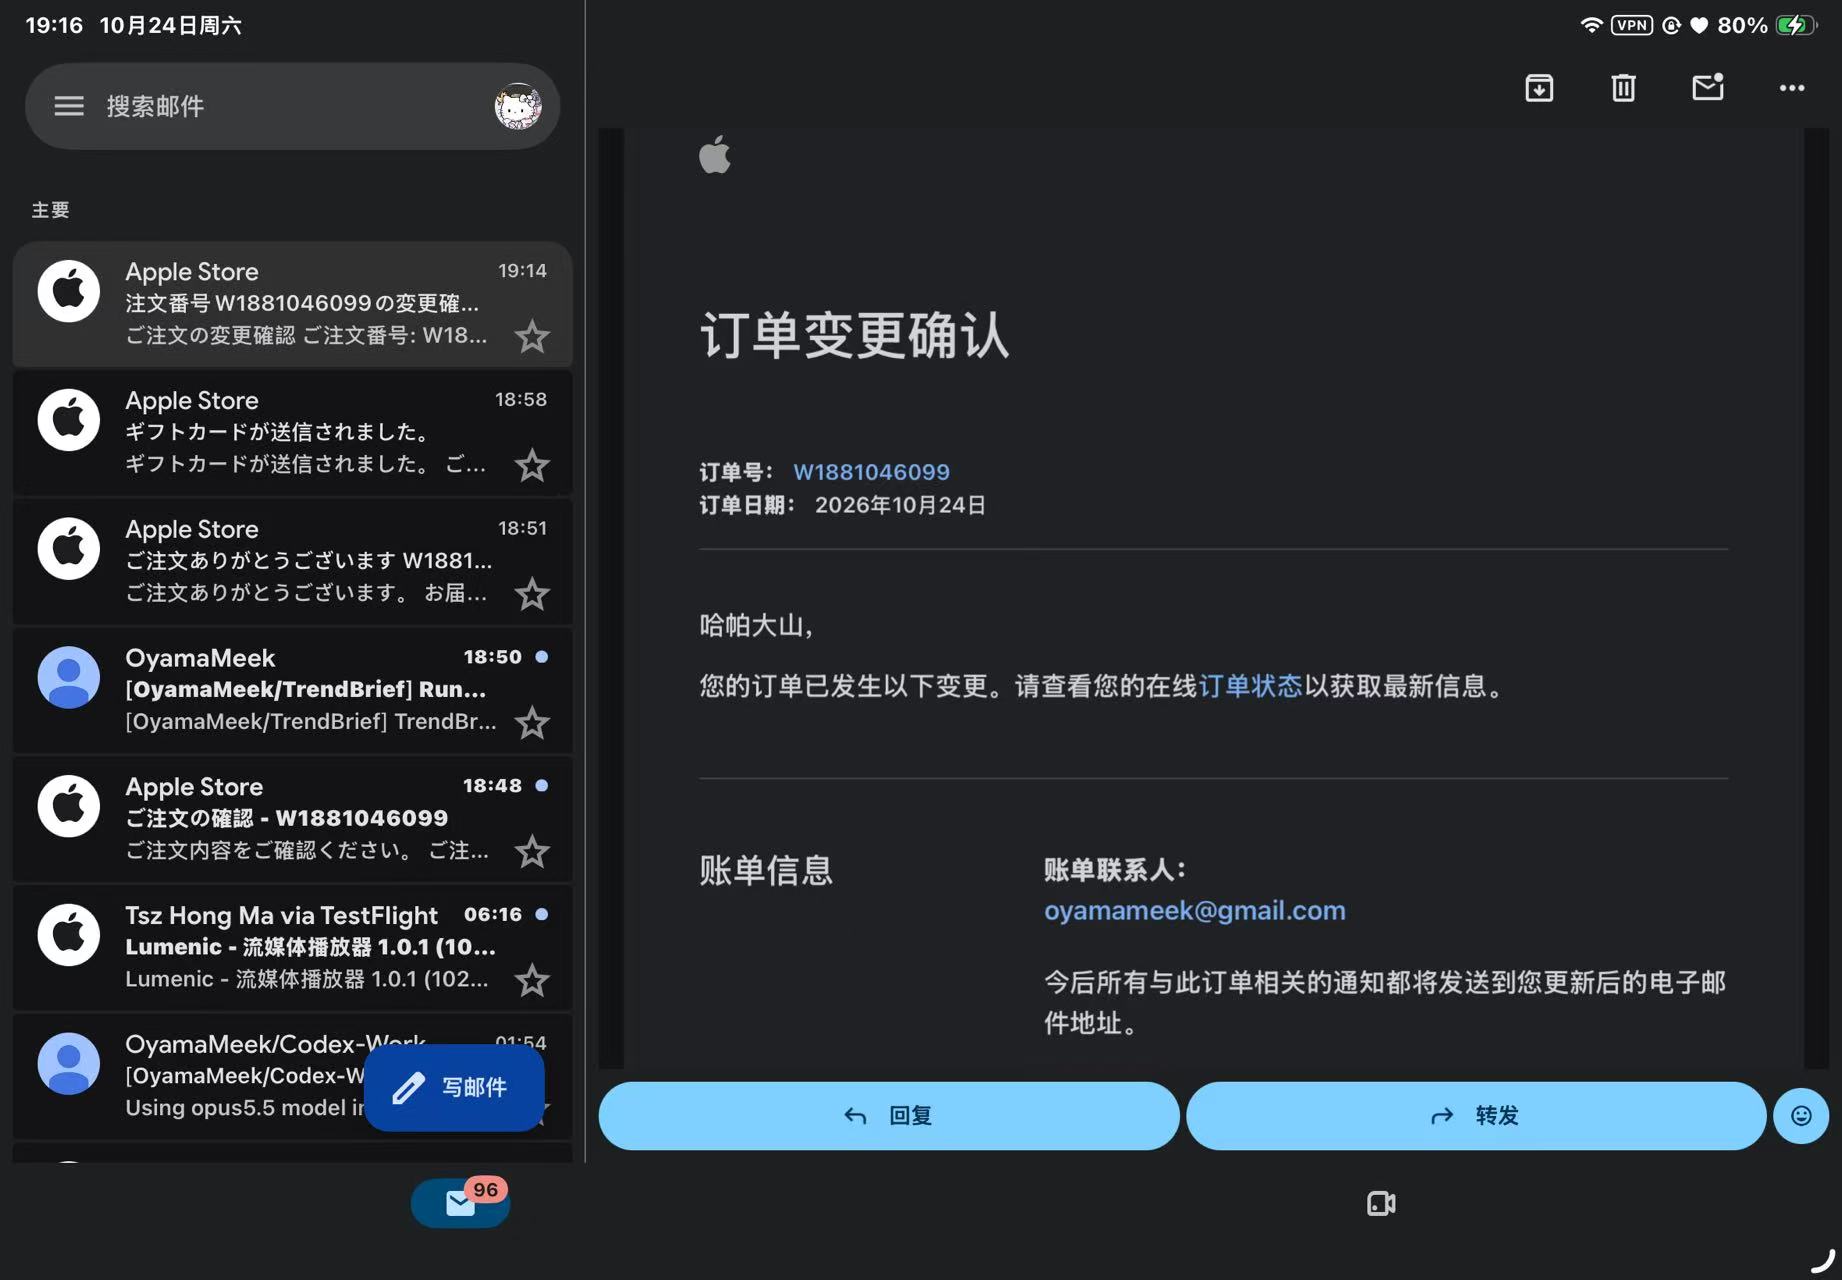 19:16 10月24日周六
VPN
80%
搜索邮件
主要
Apple Store 19:14
注文番号W1881046099の変更確...
ご注文の変更確認 ご注文番号: W18...
Apple Store 18:58
ギフトカードが送信されました。
ギフトカードが送信されました。 ご...
Apple Store 18:51
ご注文ありがとうございます W1881...
ご注文ありがとうございます。 お届...
OyamaMeek 18:50
[OyamaMeek/TrendBrief] Run...
[OyamaMeek/TrendBrief] TrendBr...
Apple Store 18:48
ご注文の確認 - W1881046099
ご注文内容をご確認ください。 ご注...
Tsz Hong Ma via TestFlight 06:16
Lumenic - 流媒体播放器 1.0.1 (10...
Lumenic - 流媒体播放器 1.0.1 (102...
OyamaMeek/Codex-Work 01:54
[OyamaMeek/Codex-W
Using opus5.5 model in
写邮件
96
订单变更确认
订单号： W1881046099
订单日期： 2026年10月24日
哈帕大山，
您的订单已发生以下变更。请查看您的在线订单状态以获取最新信息。
账单信息
账单联系人：
oyamameek@gmail.com
今后所有与此订单相关的通知都将发送到您更新后的电子邮
件地址。
回复
转发